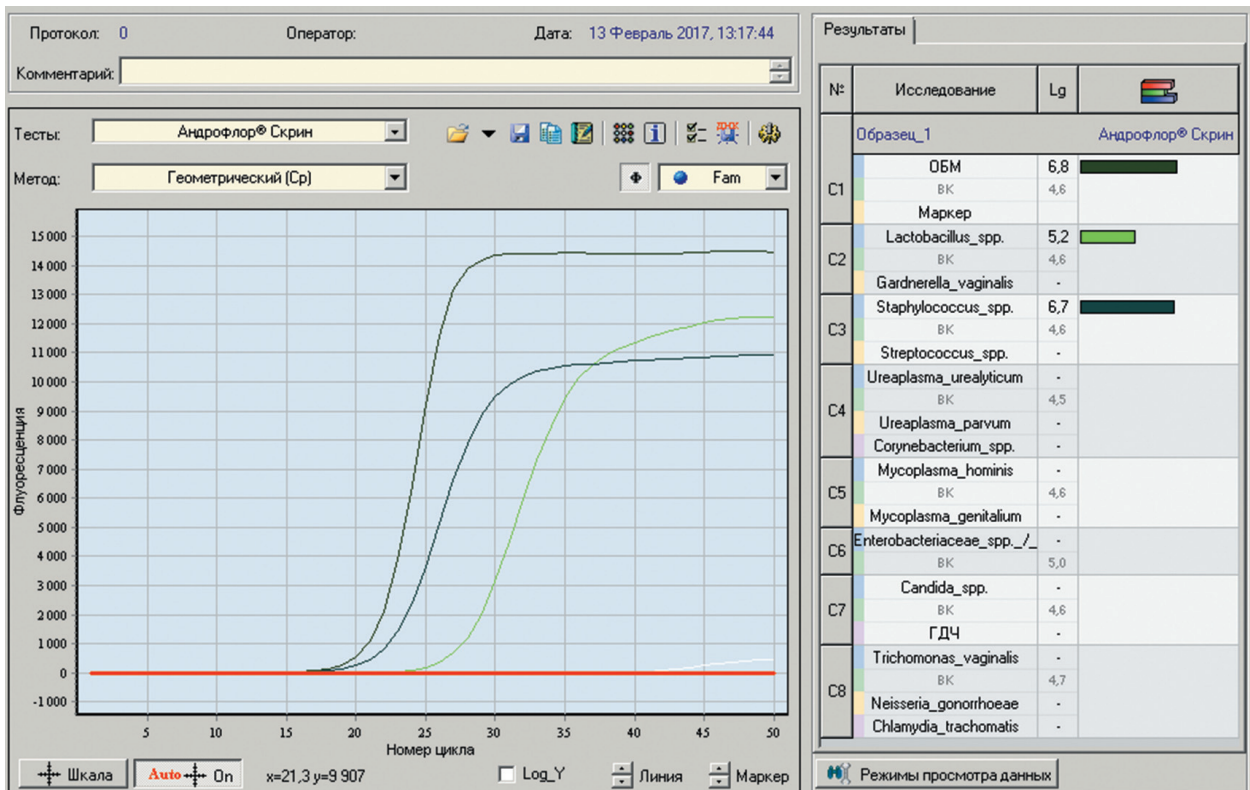 Протокол: 0 Оператор: Дата: 13 Февраль 2017, 13:17:44
Комментарий:
Тесты: Андрофлор® Скрин
Метод: Геометрический (Cp) Ф Fam
15 000
14 000
13 000
12 000
11 000
10 000
9 000
8 000
7 000
6 000
5 000
4 000
3 000
2 000
1 000
0
-1 000
Флуоресценция
5 10 15 20 25 30 35 40 45 50
Номер цикла
Шкала Auto On x=21,3 y=9 907 Log_Y Линия Маркер
Результаты
№ Исследование Lg
Образец_1 Андрофлор® Скрин
C1
ОБМ 6,8
ВК 4,6
Маркер
C2
Lactobacillus_spp. 5,2
ВК 4,6
Gardnerella_vaginalis -
C3
Staphylococcus_spp. 6,7
ВК 4,6
Streptococcus_spp. -
C4
Ureaplasma_urealyticum -
ВК 4,5
Ureaplasma_parvum -
Corynebacterium_spp. -
C5
Mycoplasma_hominis -
ВК 4,6
Mycoplasma_genitalium -
C6
Enterobacteriaceae_spp._/_ -
ВК 5,0
C7
Candida_spp. -
ВК 4,6
ГДЧ -
C8
Trichomonas_vaginalis -
ВК 4,7
Neisseria_gonorrhoeae -
Chlamydia_trachomatis -
Режимы просмотра данных